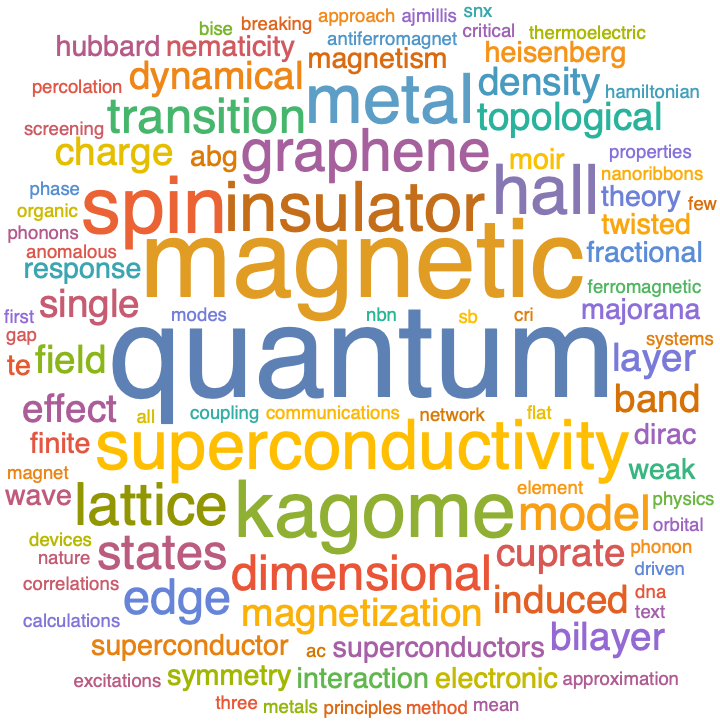 bise breaking approach ajmillis snx
hubbard nematicity antiferromagnet critical thermoelectric
magnetism heisenberg
percolation dynamical metal density hamiltonian
screening transition topological
charge abg graphene moir properties
phase spin insulator hall nanoribbons
organic theory few
phonons twisted
anomalous magnetic fractional
response ferromagnetic
first single modes nbn sb cri majorana
gap quantum systems
te field layer
effect all coupling communications network flat band
finite superconductivity dirac
magnet weak
wave lattice kagome element model physics
orbital
devices states cuprate phonon
nature dimensional driven
correlations edge induced dna
calculations magnetization text
superconductor ac superconductors bilayer
excitations symmetry interaction electronic approximation
three metals principles method mean